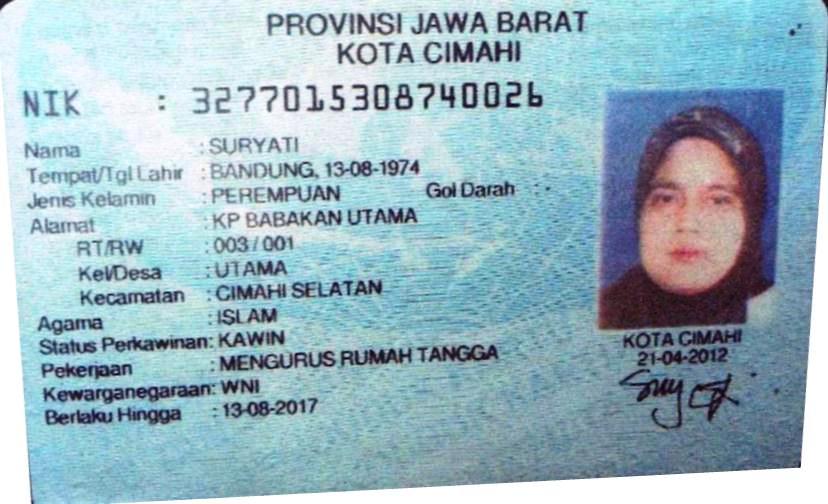 PROVINSI JAWA BARAT
KOTA CIMAHI
NIK : 3277015308740026
Nama : SURYATI
Tempat/Tgl Lahir : BANDUNG, 13-08-1974
Jenis Kelamin : PEREMPUAN Gol Darah : -
Alamat : KP BABAKAN UTAMA
RT/RW : 003 / 001
Kel/Desa : UTAMA
Kecamatan : CIMAHI SELATAN
Agama : ISLAM
Status Perkawinan: KAWIN
Pekerjaan : MENGURUS RUMAH TANGGA
Kewarganegaraan: WNI
Berlaku Hingga : 13-08-2017
KOTA CIMAHI
21-04-2012